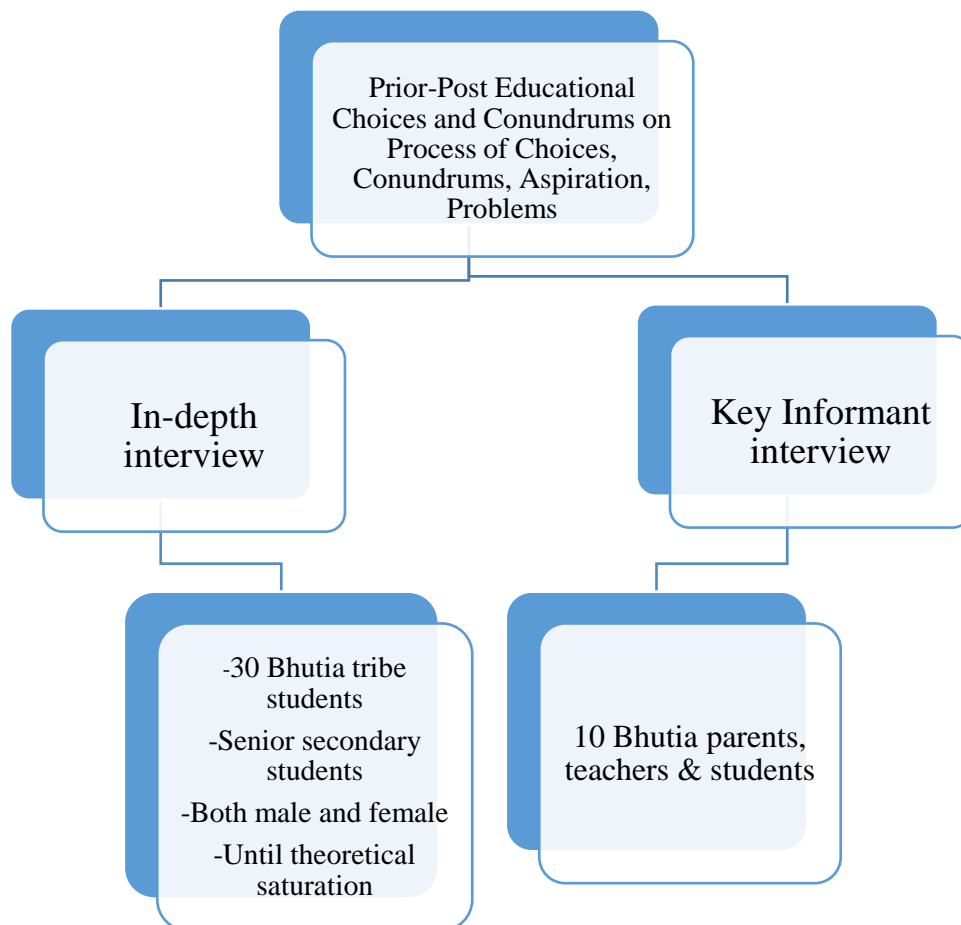 Prior-Post Educational
Choices and Conundrums on
Process of Choices,
Conundrums, Aspiration,
Problems
In-depth
interview
Key Informant
interview
-30 Bhutia tribe
students
-Senior secondary
students
-Both male and female
-Until theoretical
saturation
10 Bhutia parents,
teachers & students